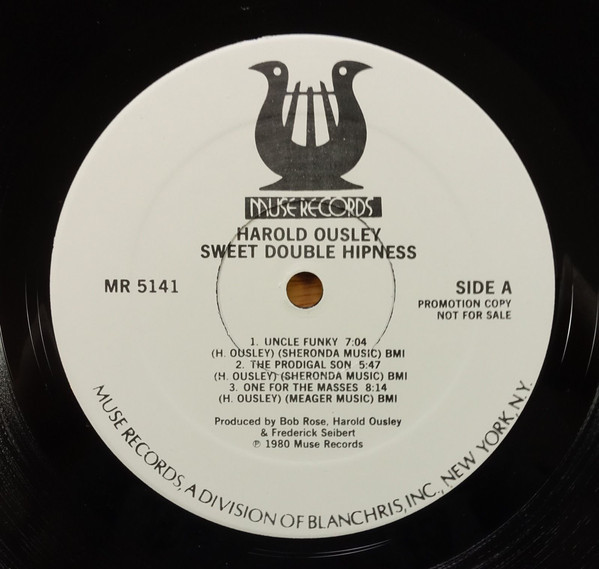 MUSE RECORDS
HAROLD OUSLEY
SWEET DOUBLE HIPNESS
MR 5141
SIDE A
PROMOTION COPY
NOT FOR SALE
1. UNCLE FUNKY 7:04
(H. OUSLEY) (SHERONDA MUSIC) BMI
2. THE PRODIGAL SON 5:47
(H. OUSLEY) (SHERONDA MUSIC) BMI
3. ONE FOR THE MASSES 8:14
(H. OUSLEY) (MEAGER MUSIC) BMI
Produced by Bob Rose, Harold Ousley
& Frederick Seibert
℗ 1980 Muse Records
MUSE RECORDS, A DIVISION OF BLANCHRIS, INC., NEW YORK, N.Y.